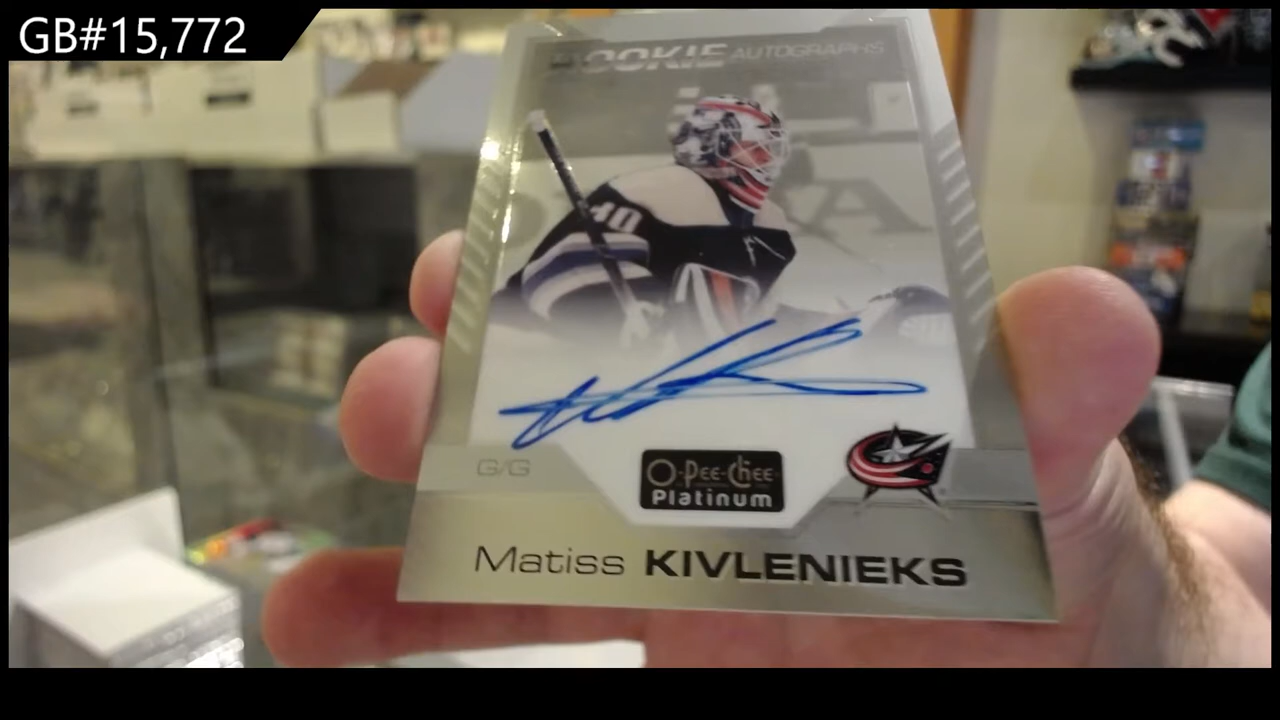 GB#15,772
ROOKIE AUTOGRAPHS
40
G/G
O-Pee-Chee
Platinum
Matiss KIVLENIEKS